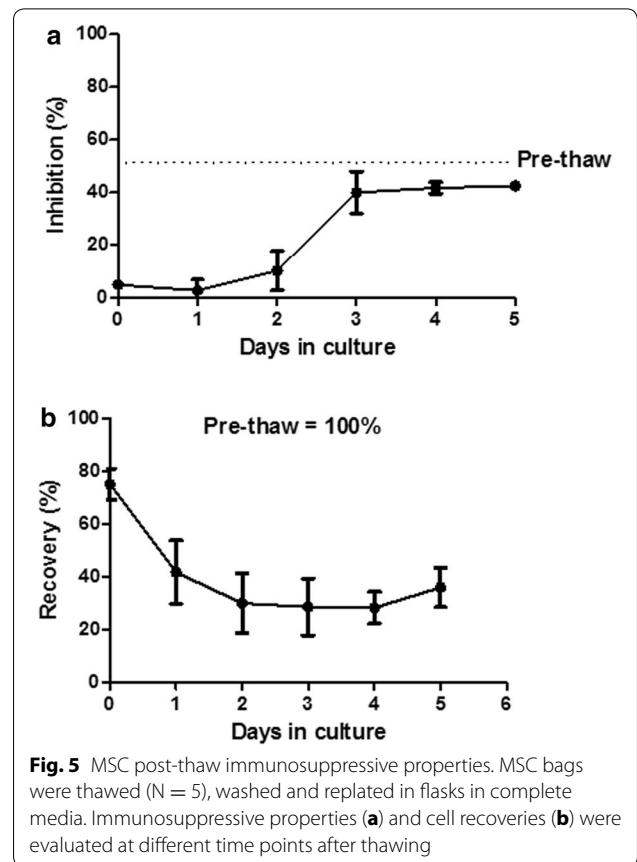 a
100
80
60
40
20
0
Inhibition (%)
Pre-thaw
0 1 2 3 4 5
Days in culture
b
100
80
60
40
20
0
Recovery (%)
Pre-thaw = 100%
0 1 2 3 4 5 6
Days in culture
Fig. 5 MSC post-thaw immunosuppressive properties. MSC bags
were thawed (N = 5), washed and replated in flasks in complete
media. Immunosuppressive properties (a) and cell recoveries (b) were
evaluated at different time points after thawing